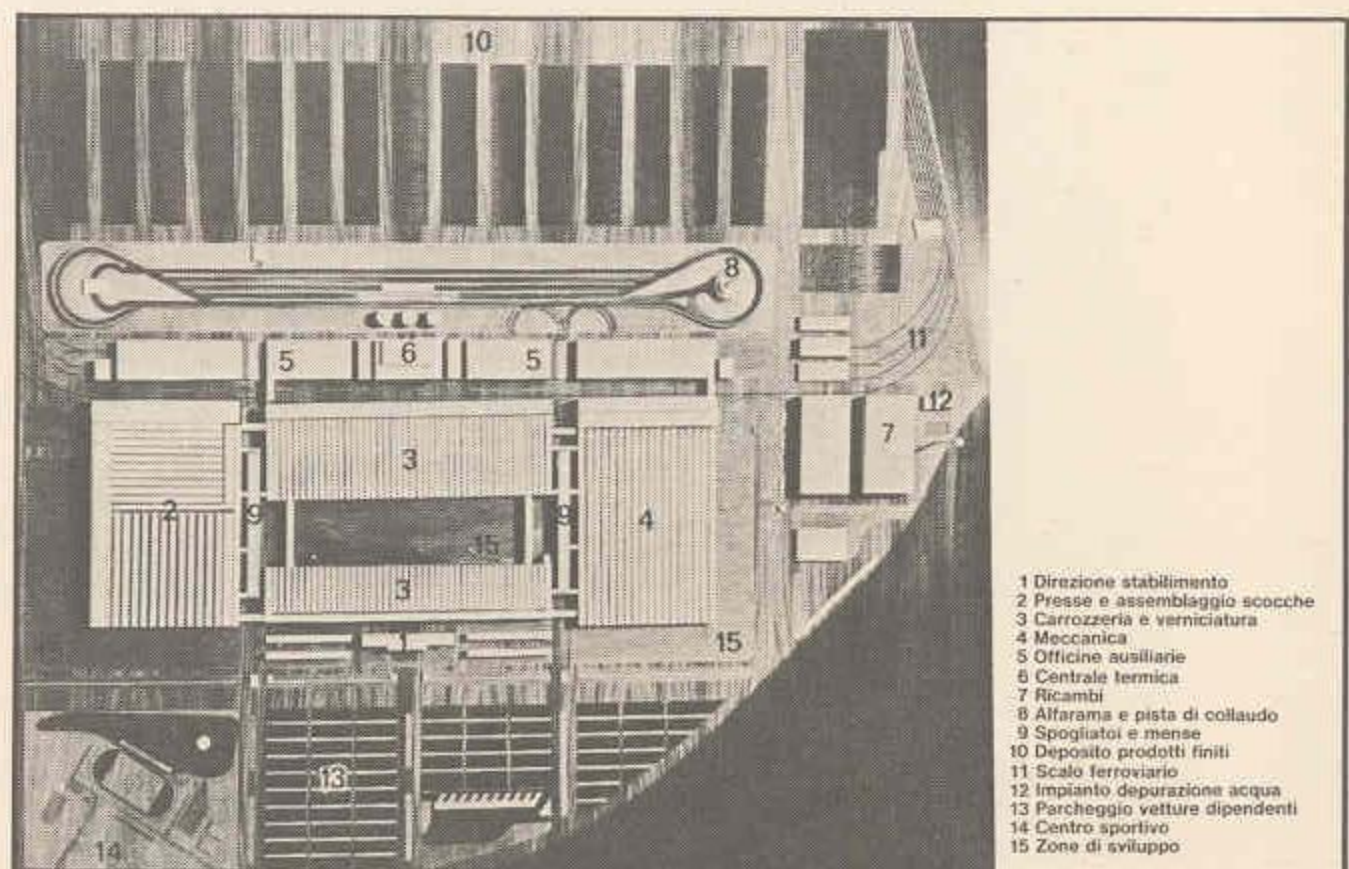 10
8
5
6
5
11
12
3
7
2
9
9
4
15
3
15
13
14
1 Direzione stabilimento
2 Presse e assemblaggio scocche
3 Carrozzeria e verniciatura
4 Meccanica
5 Officine ausiliarie
6 Centrale termica
7 Ricambi
8 Alfarama e pista di collaudo
9 Spogliatoi e mense
10 Deposito prodotti finiti
11 Scalo ferroviario
12 Impianto depurazione acqua
13 Parcheggio vetture dipendenti
14 Centro sportivo
15 Zone di sviluppo